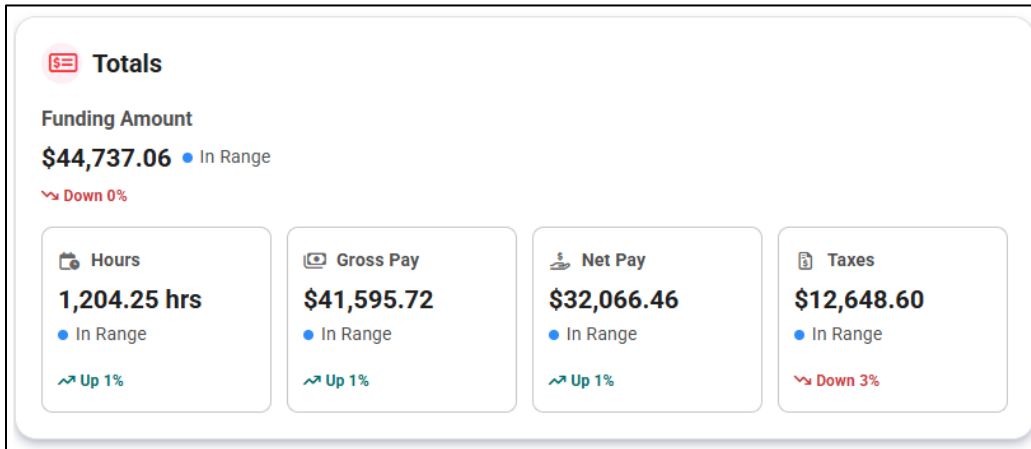 Totals
Funding Amount
$44,737.06 In Range
Down 0%
Hours
1,204.25 hrs
In Range
Up 1%
Gross Pay
$41,595.72
In Range
Up 1%
Net Pay
$32,066.46
In Range
Up 1%
Taxes
$12,648.60
In Range
Down 3%